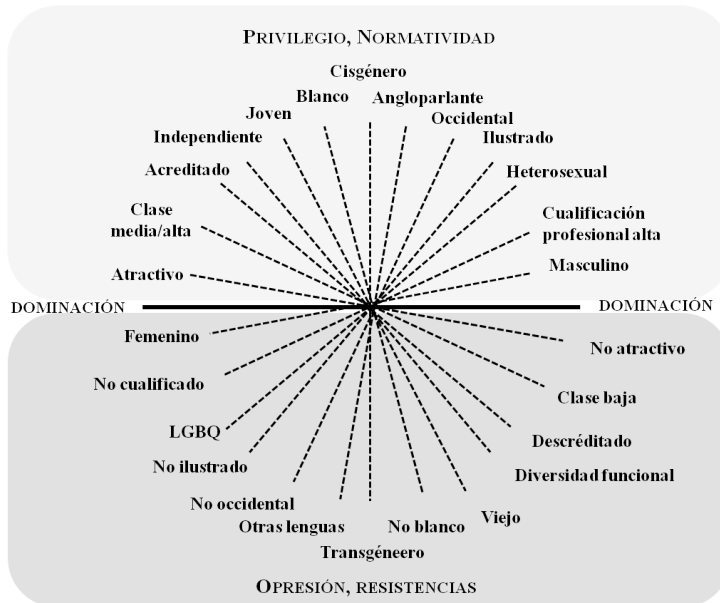 PRIVILEGIO, NORMATIVIDAD
Cisgénero
Blanco
Angloparlante
Joven
Occidental
Independiente
Ilustrado
Acreditado
Heterosexual
Clase
media/alta
Cualificación
profesional alta
Atractivo
Masculino
DOMINACIÓN
DOMINACIÓN
Femenino
No atractivo
No cualificado
Clase baja
LGBQ
Descréditado
No ilustrado
Diversidad funcional
No occidental
Viejo
Otras lenguas
No blanco
Transgéneero
OPRESIÓN, RESISTENCIAS